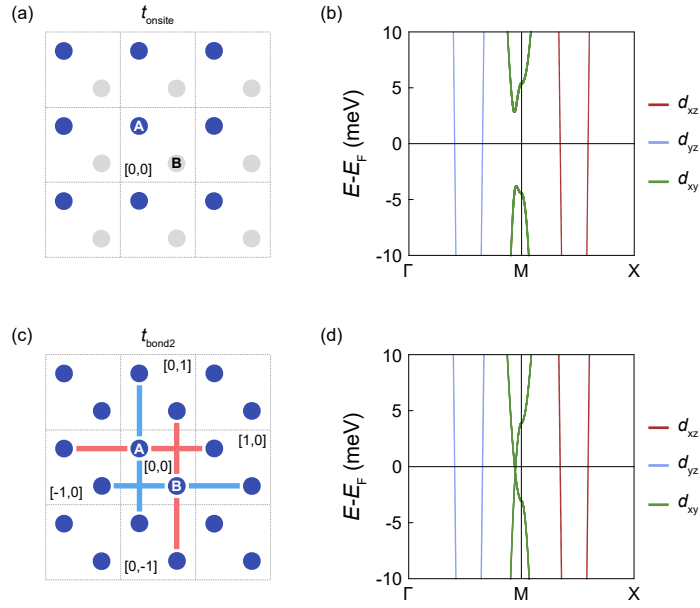 (a)
t_onsite
A
B
[0,0]
(b)
E-E_F (meV)
10
5
0
-5
-10
Γ
M
X
d_xz
d_yz
d_xy
(c)
t_bond2
[0,1]
A
[1,0]
[0,0]
B
[-1,0]
[0,-1]
(d)
E-E_F (meV)
10
5
0
-5
-10
Γ
M
X
d_xz
d_yz
d_xy